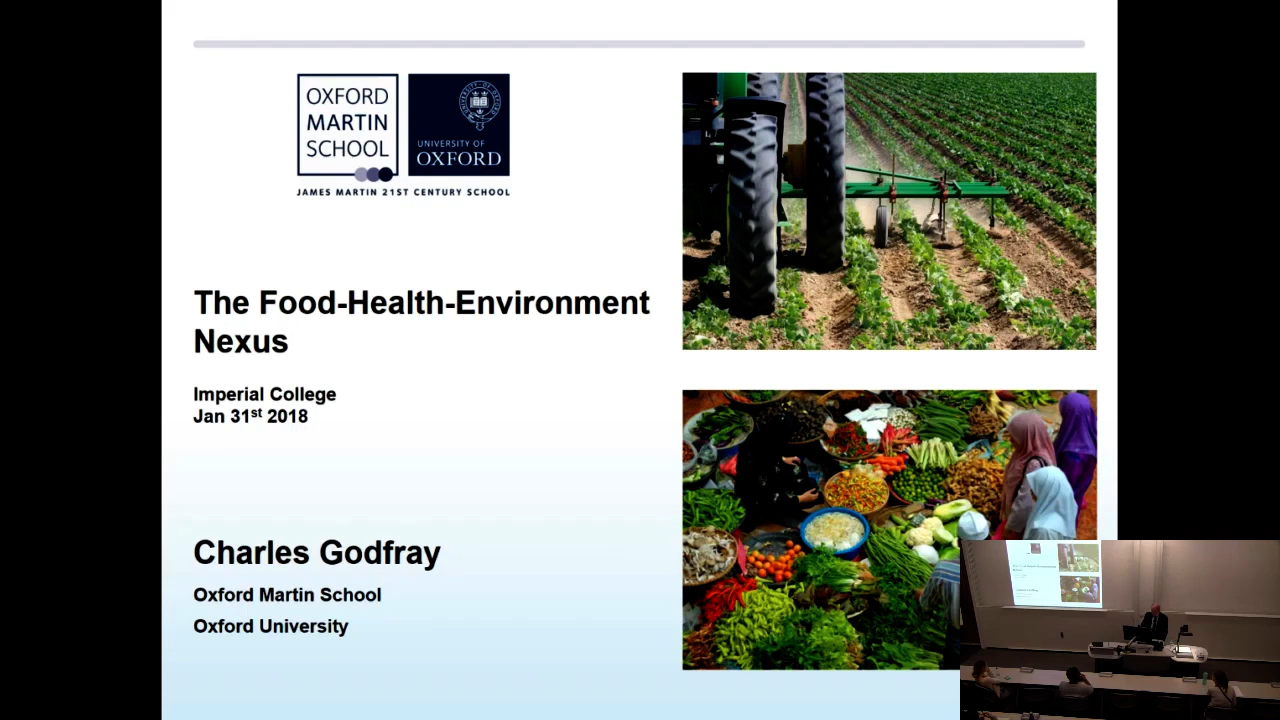 OXFORD
MARTIN
SCHOOL
UNIVERSITY OF
OXFORD
JAMES MARTIN 21ST CENTURY SCHOOL
The Food-Health-Environment
Nexus
Imperial College
Jan 31st 2018
Charles Godfray
Oxford Martin School
Oxford University